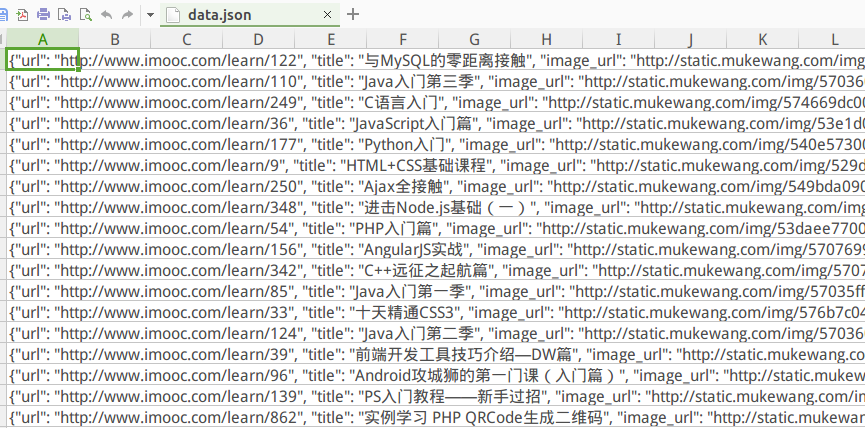 data.json
A B C D E F G H I J K L
{"url": "http://www.imooc.com/learn/122", "title": "与MySQL的零距离接触", "image_url": "http://static.mukewang.com/img
{"url": "http://www.imooc.com/learn/110", "title": "Java入门第三季", "image_url": "http://static.mukewang.com/img/57036
{"url": "http://www.imooc.com/learn/249", "title": "C语言入门", "image_url": "http://static.mukewang.com/img/574669dc00
{"url": "http://www.imooc.com/learn/36", "title": "JavaScript入门篇", "image_url": "http://static.mukewang.com/img/53e1d0
{"url": "http://www.imooc.com/learn/177", "title": "Python入门", "image_url": "http://static.mukewang.com/img/540e57300
{"url": "http://www.imooc.com/learn/9", "title": "HTML+CSS基础课程", "image_url": "http://static.mukewang.com/img/529d
{"url": "http://www.imooc.com/learn/250", "title": "Ajax全接触", "image_url": "http://static.mukewang.com/img/549bda090
{"url": "http://www.imooc.com/learn/348", "title": "进击Node.js基础（一）", "image_url": "http://static.mukewang.com/img
{"url": "http://www.imooc.com/learn/54", "title": "PHP入门篇", "image_url": "http://static.mukewang.com/img/53daee7700
{"url": "http://www.imooc.com/learn/156", "title": "AngularJS实战", "image_url": "http://static.mukewang.com/img/5707699
{"url": "http://www.imooc.com/learn/342", "title": "C++远征之起航篇", "image_url": "http://static.mukewang.com/img/5707
{"url": "http://www.imooc.com/learn/85", "title": "Java入门第一季", "image_url": "http://static.mukewang.com/img/57035ff
{"url": "http://www.imooc.com/learn/33", "title": "十天精通CSS3", "image_url": "http://static.mukewang.com/img/576b7c04
{"url": "http://www.imooc.com/learn/124", "title": "Java入门第二季", "image_url": "http://static.mukewang.com/img/57036
{"url": "http://www.imooc.com/learn/39", "title": "前端开发工具技巧介绍—DW篇", "image_url": "http://static.mukewang.co
{"url": "http://www.imooc.com/learn/96", "title": "Android攻城狮的第一门课（入门篇）", "image_url": "http://static.mukew
{"url": "http://www.imooc.com/learn/139", "title": "PS入门教程——新手过招", "image_url": "http://static.mukewang.com/im
{"url": "http://www.imooc.com/learn/862", "title": "实例学习 PHP QRCode生成二维码", "image_url": "http://static.mukewang